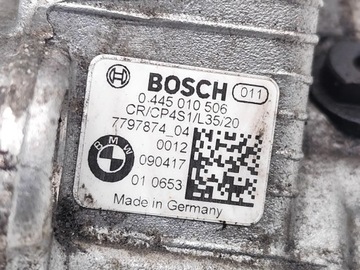 BOSCH 011
0 445 010 506
CR/CP4S1/L35/20
7797874_04
0012
BMW
090417
01 0653
Made in Germany